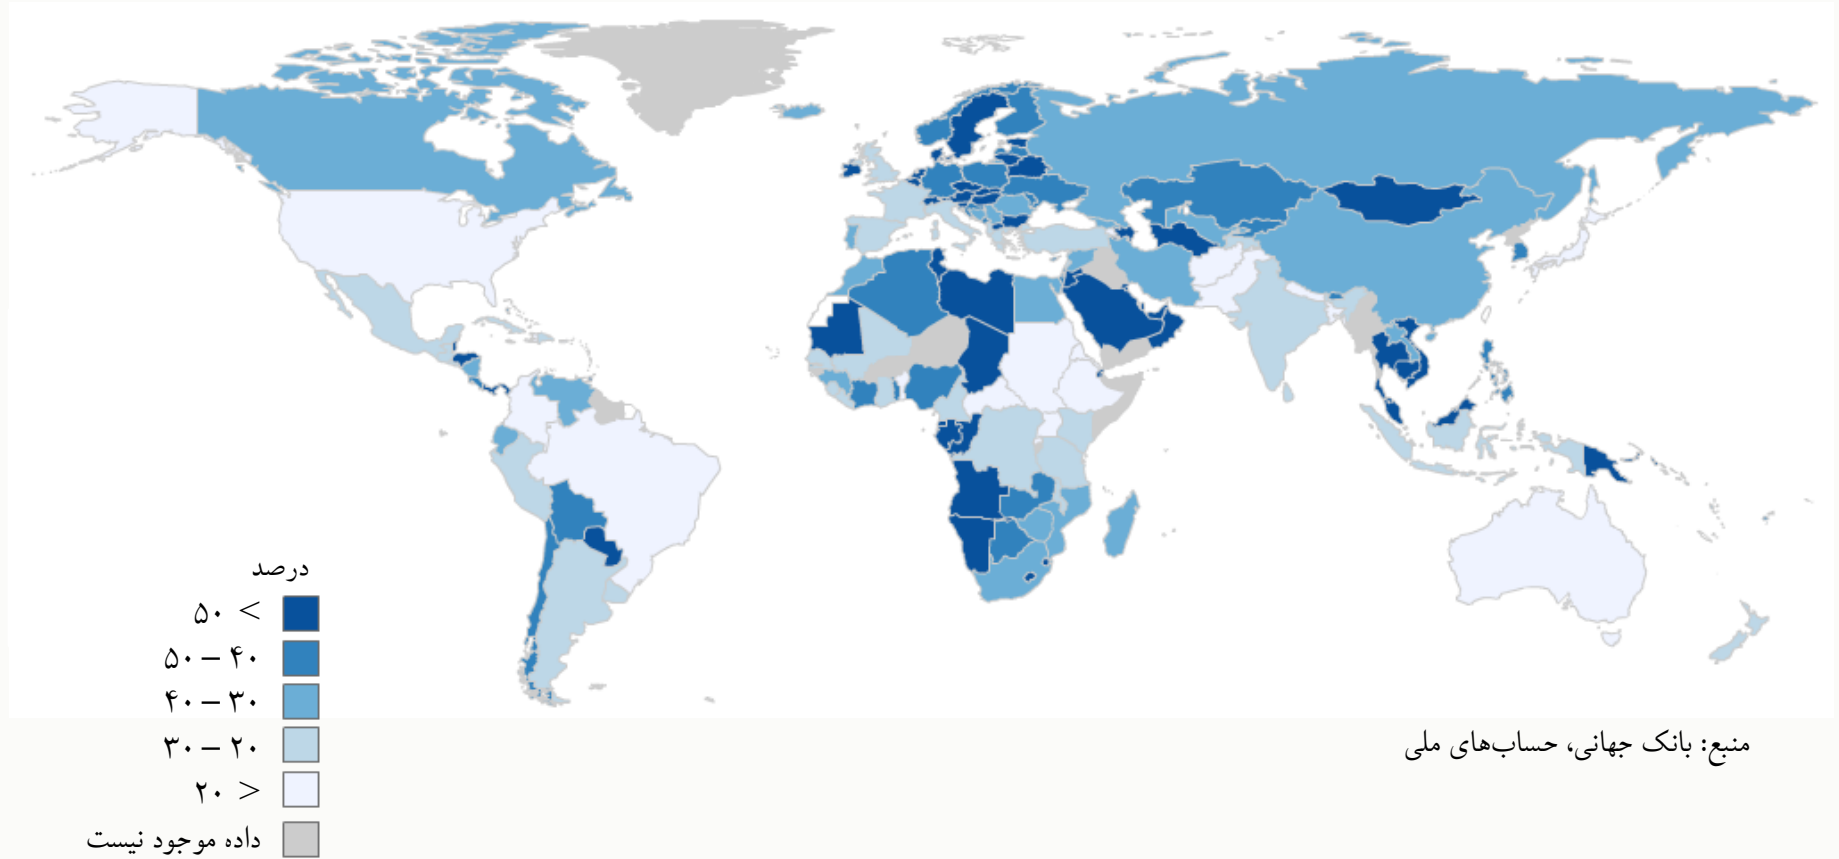 درصد
۵۰ <
۵۰ – ۴۰
۴۰ – ۳۰
۳۰ – ۲۰
۲۰ >
داده موجود نیست
منبع: بانک جهانی، حساب‌های ملی